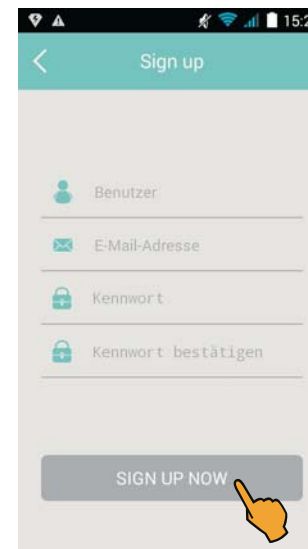 15:2
Sign up
Benutzer
E-Mail-Adresse
Kennwort
Kennwort bestätigen
SIGN UP NOW